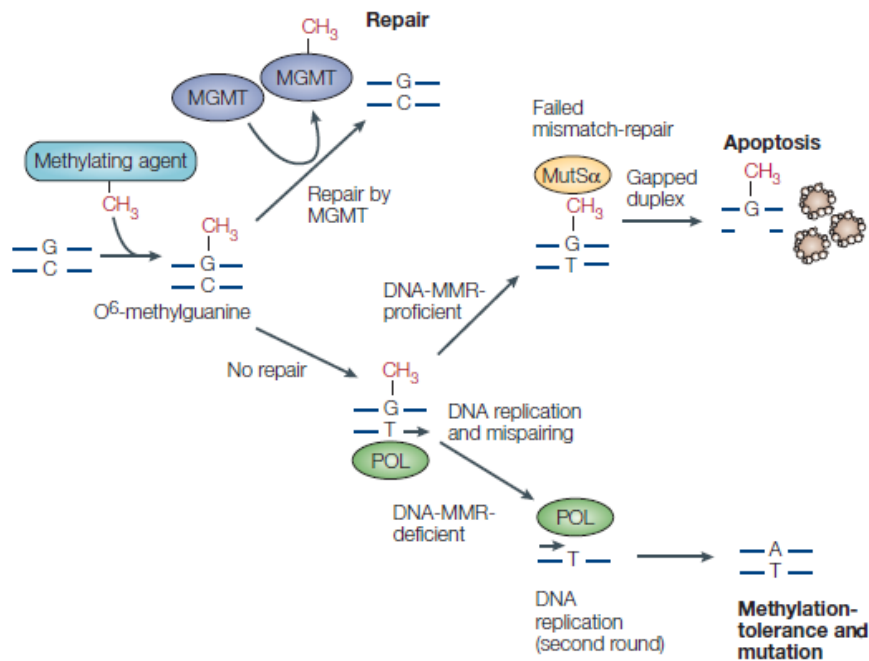 CH3
Repair
MGMT
MGMT
G
C
Methylating agent
CH3
Repair by
MGMT
G
C
CH3
G
C
O6-methylguanine
Failed
mismatch-repair
MutSα
CH3
G
T
Gapped
duplex
Apoptosis
CH3
G
DNA-MMR-
proficient
No repair
CH3
G
T
POL
DNA replication
and mispairing
DNA-MMR-
deficient
POL
T
DNA
replication
(second round)
A
T
Methylation-
tolerance and
mutation